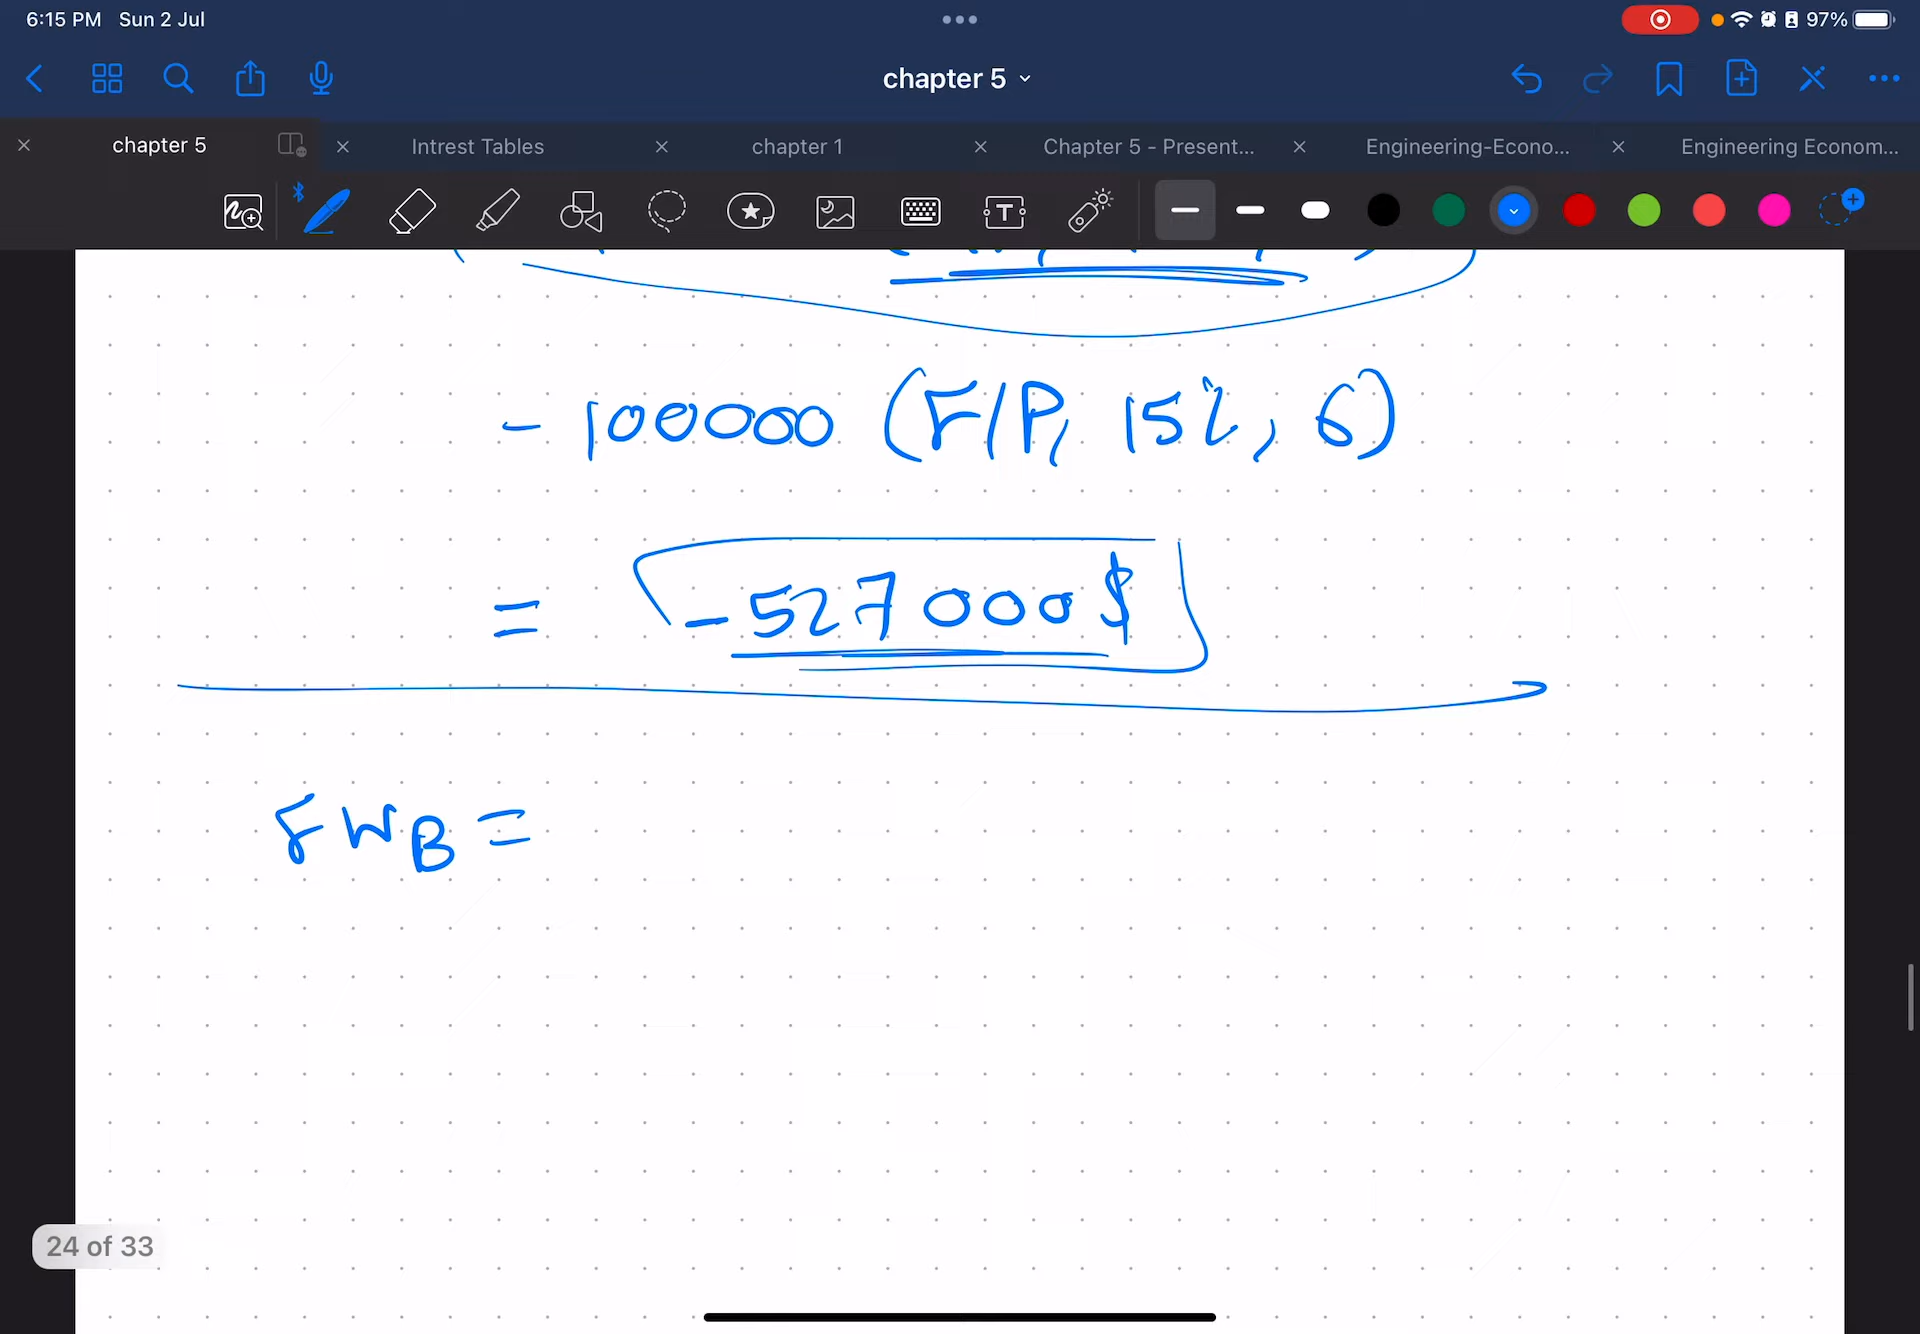 6:15 PM Sun 2 Jul
97%
chapter 5
chapter 5
Intrest Tables
chapter 1
Chapter 5 - Present...
Engineering-Econo...
Engineering Econom...
- 100000 (F/P, 15%, 6)
= -527000$
FWB =
24 of 33